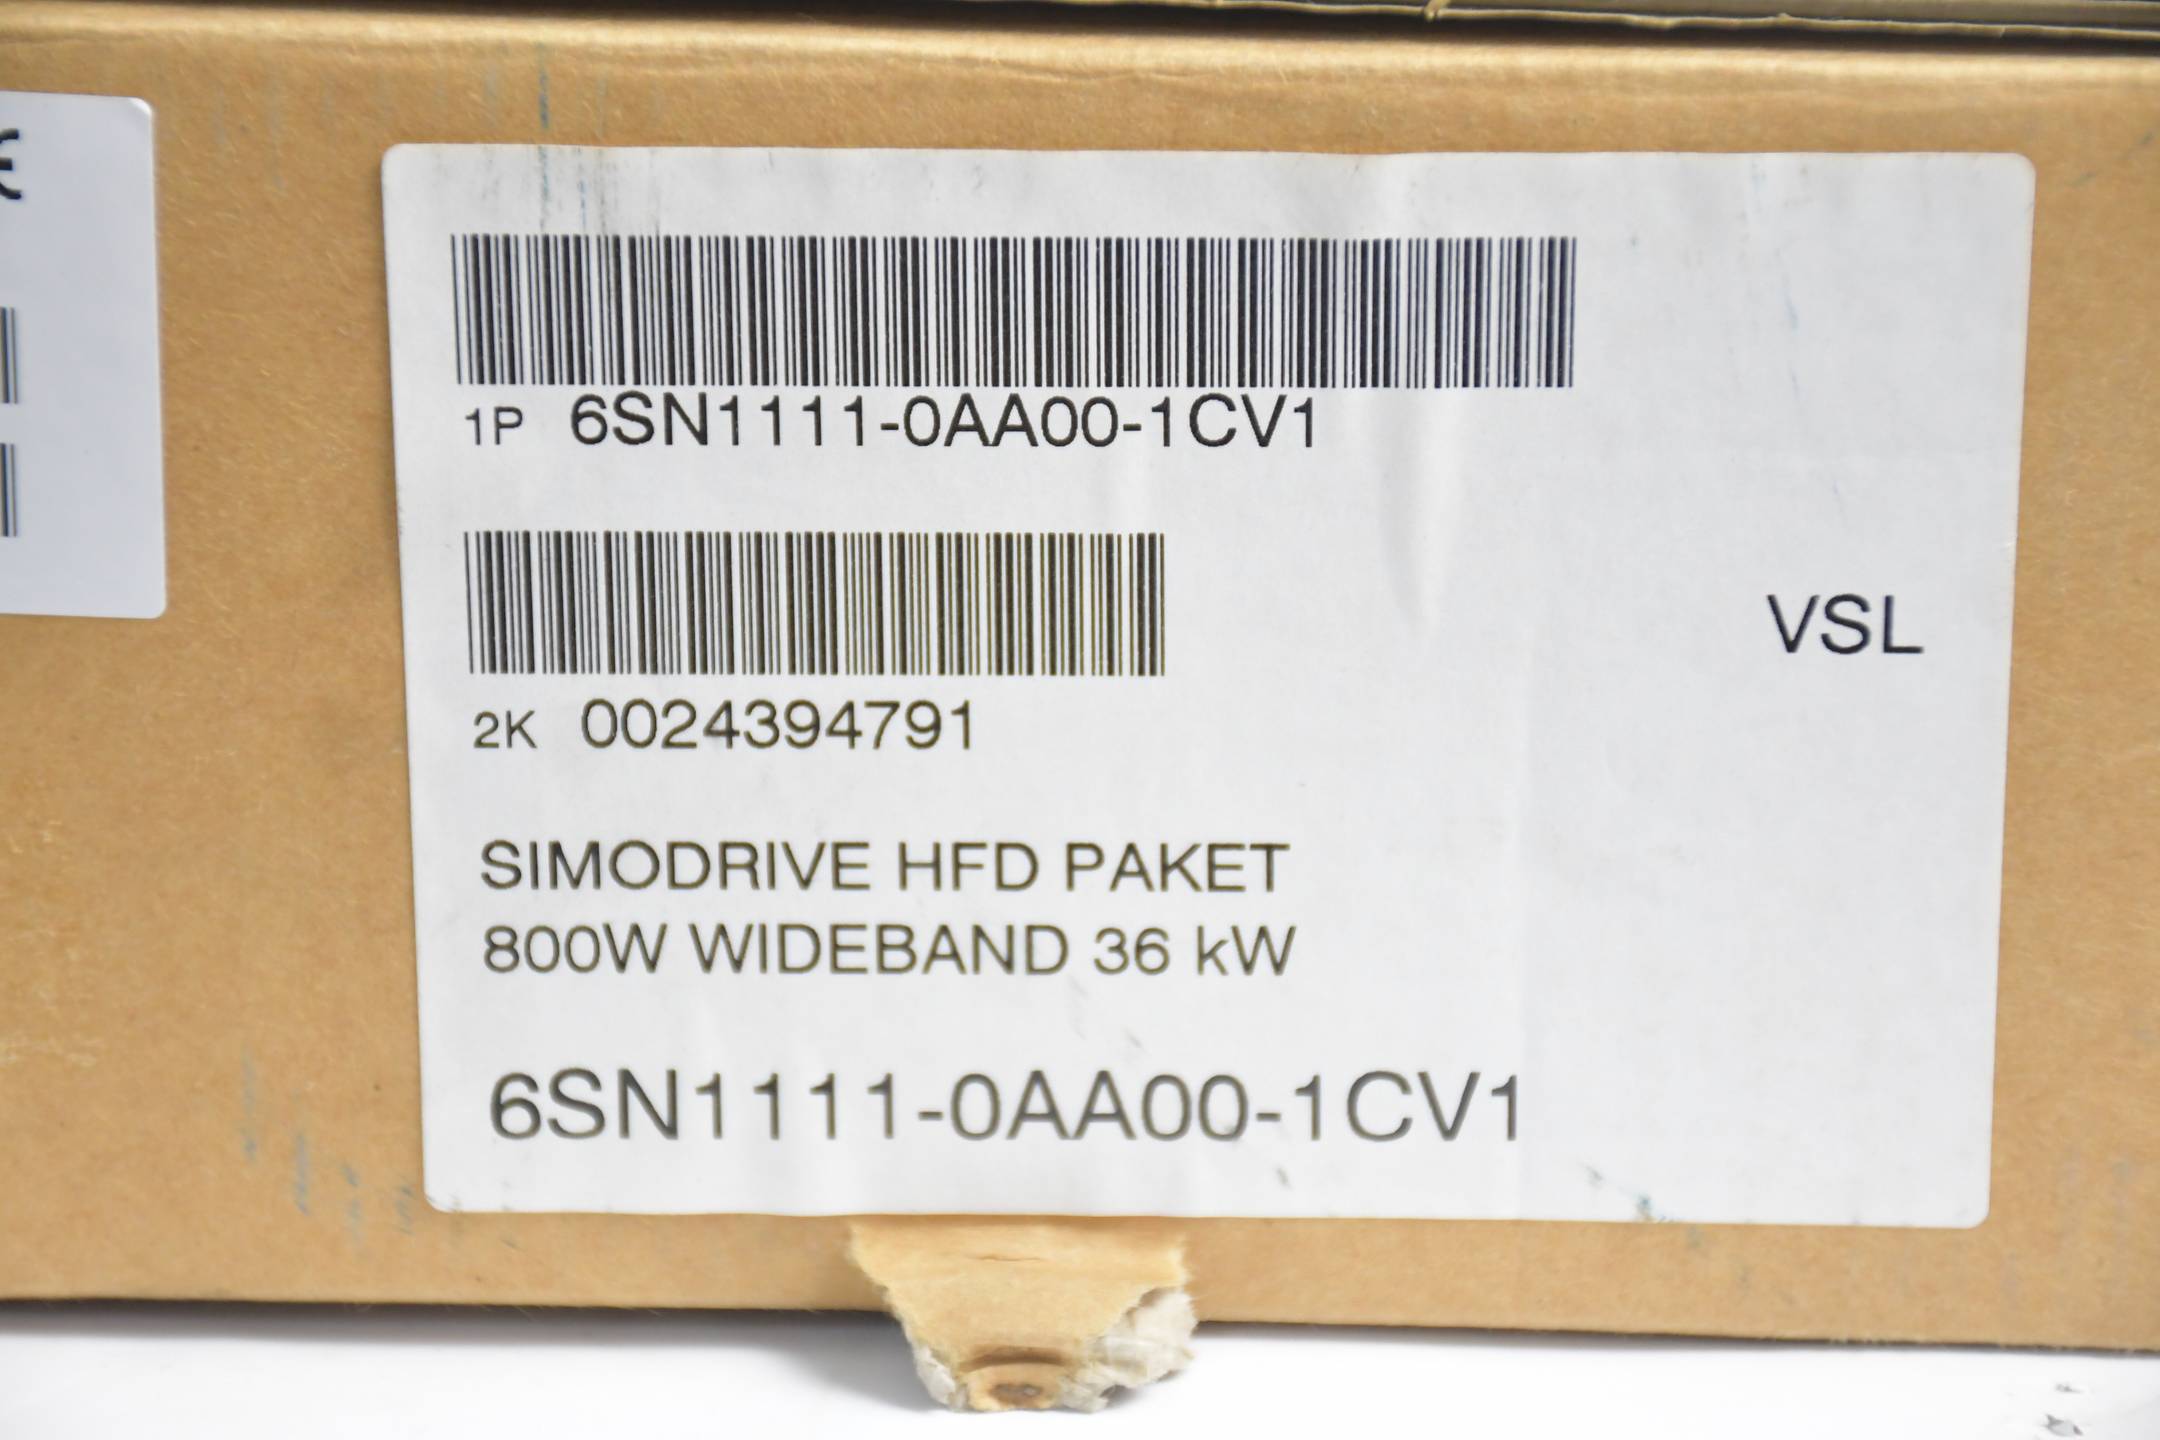 1P 6SN1111-0AA00-1CV1
2K 0024394791
VSL
SIMODRIVE HFD PAKET
800W WIDEBAND 36 kW
6SN1111-0AA00-1CV1